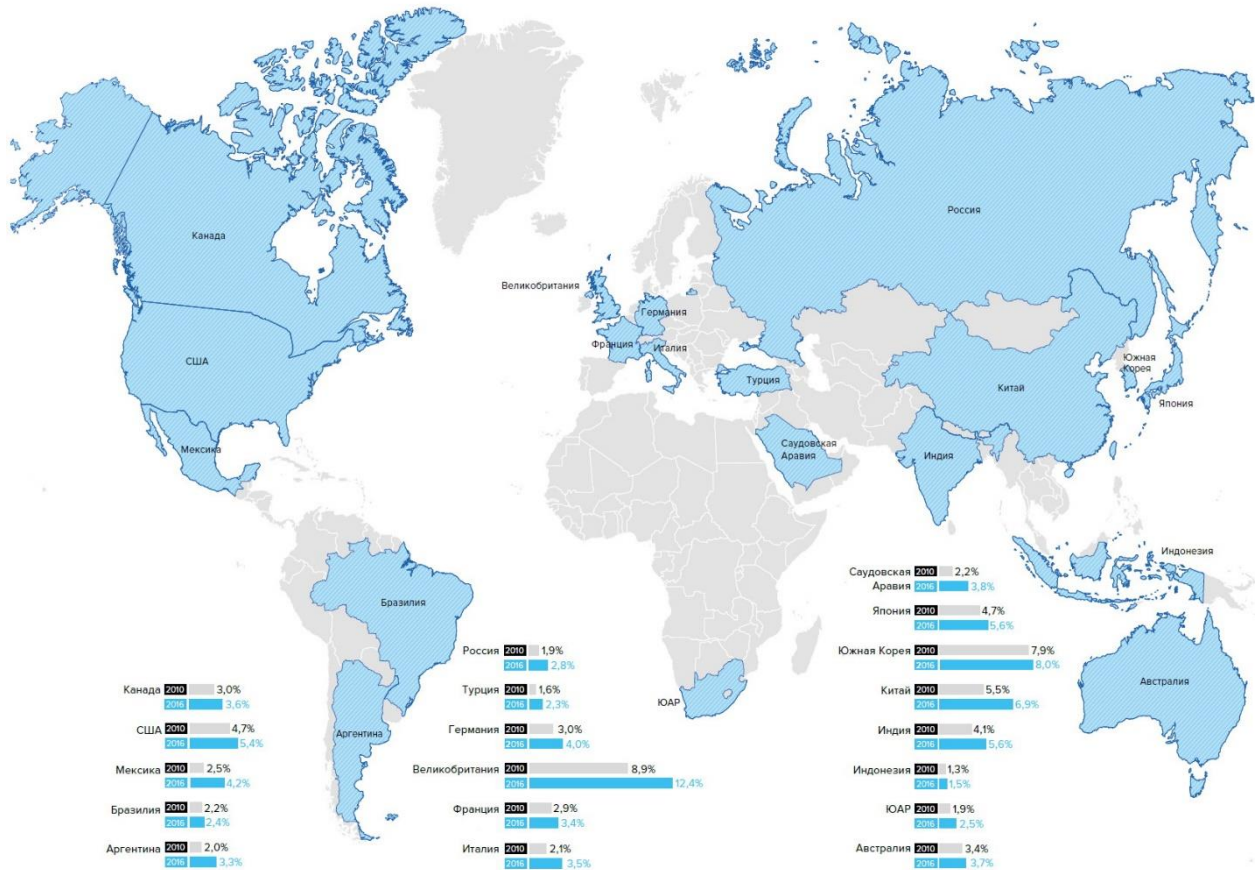 Канада
США
Мексика
Бразилия
Аргентина
Великобритания
Германия
Франция
Италия
Турция
Россия
Саудовская
Аравия
Индия
Китай
Южная
Корея
Япония
Индонезия
Австралия
ЮАР
Канада 2010 3,0%
2016 3,6%
США 2010 4,7%
2016 5,4%
Мексика 2010 2,5%
2016 4,2%
Бразилия 2010 2,2%
2016 2,4%
Аргентина 2010 2,0%
2016 3,3%
Россия 2010 1,9%
2016 2,8%
Турция 2010 1,6%
2016 2,3%
Германия 2010 3,0%
2016 4,0%
Великобритания 2010 8,9%
2016 12,4%
Франция 2010 2,9%
2016 3,4%
Италия 2010 2,1%
2016 3,5%
Саудовская 2010 2,2%
Аравия 2016 3,8%
Япония 2010 4,7%
2016 5,6%
Южная Корея 2010 7,9%
2016 8,0%
Китай 2010 5,5%
2016 6,9%
Индия 2010 4,1%
2016 5,6%
Индонезия 2010 1,3%
2016 1,5%
ЮАР 2010 1,9%
2016 2,5%
Австралия 2010 3,4%
2016 3,7%